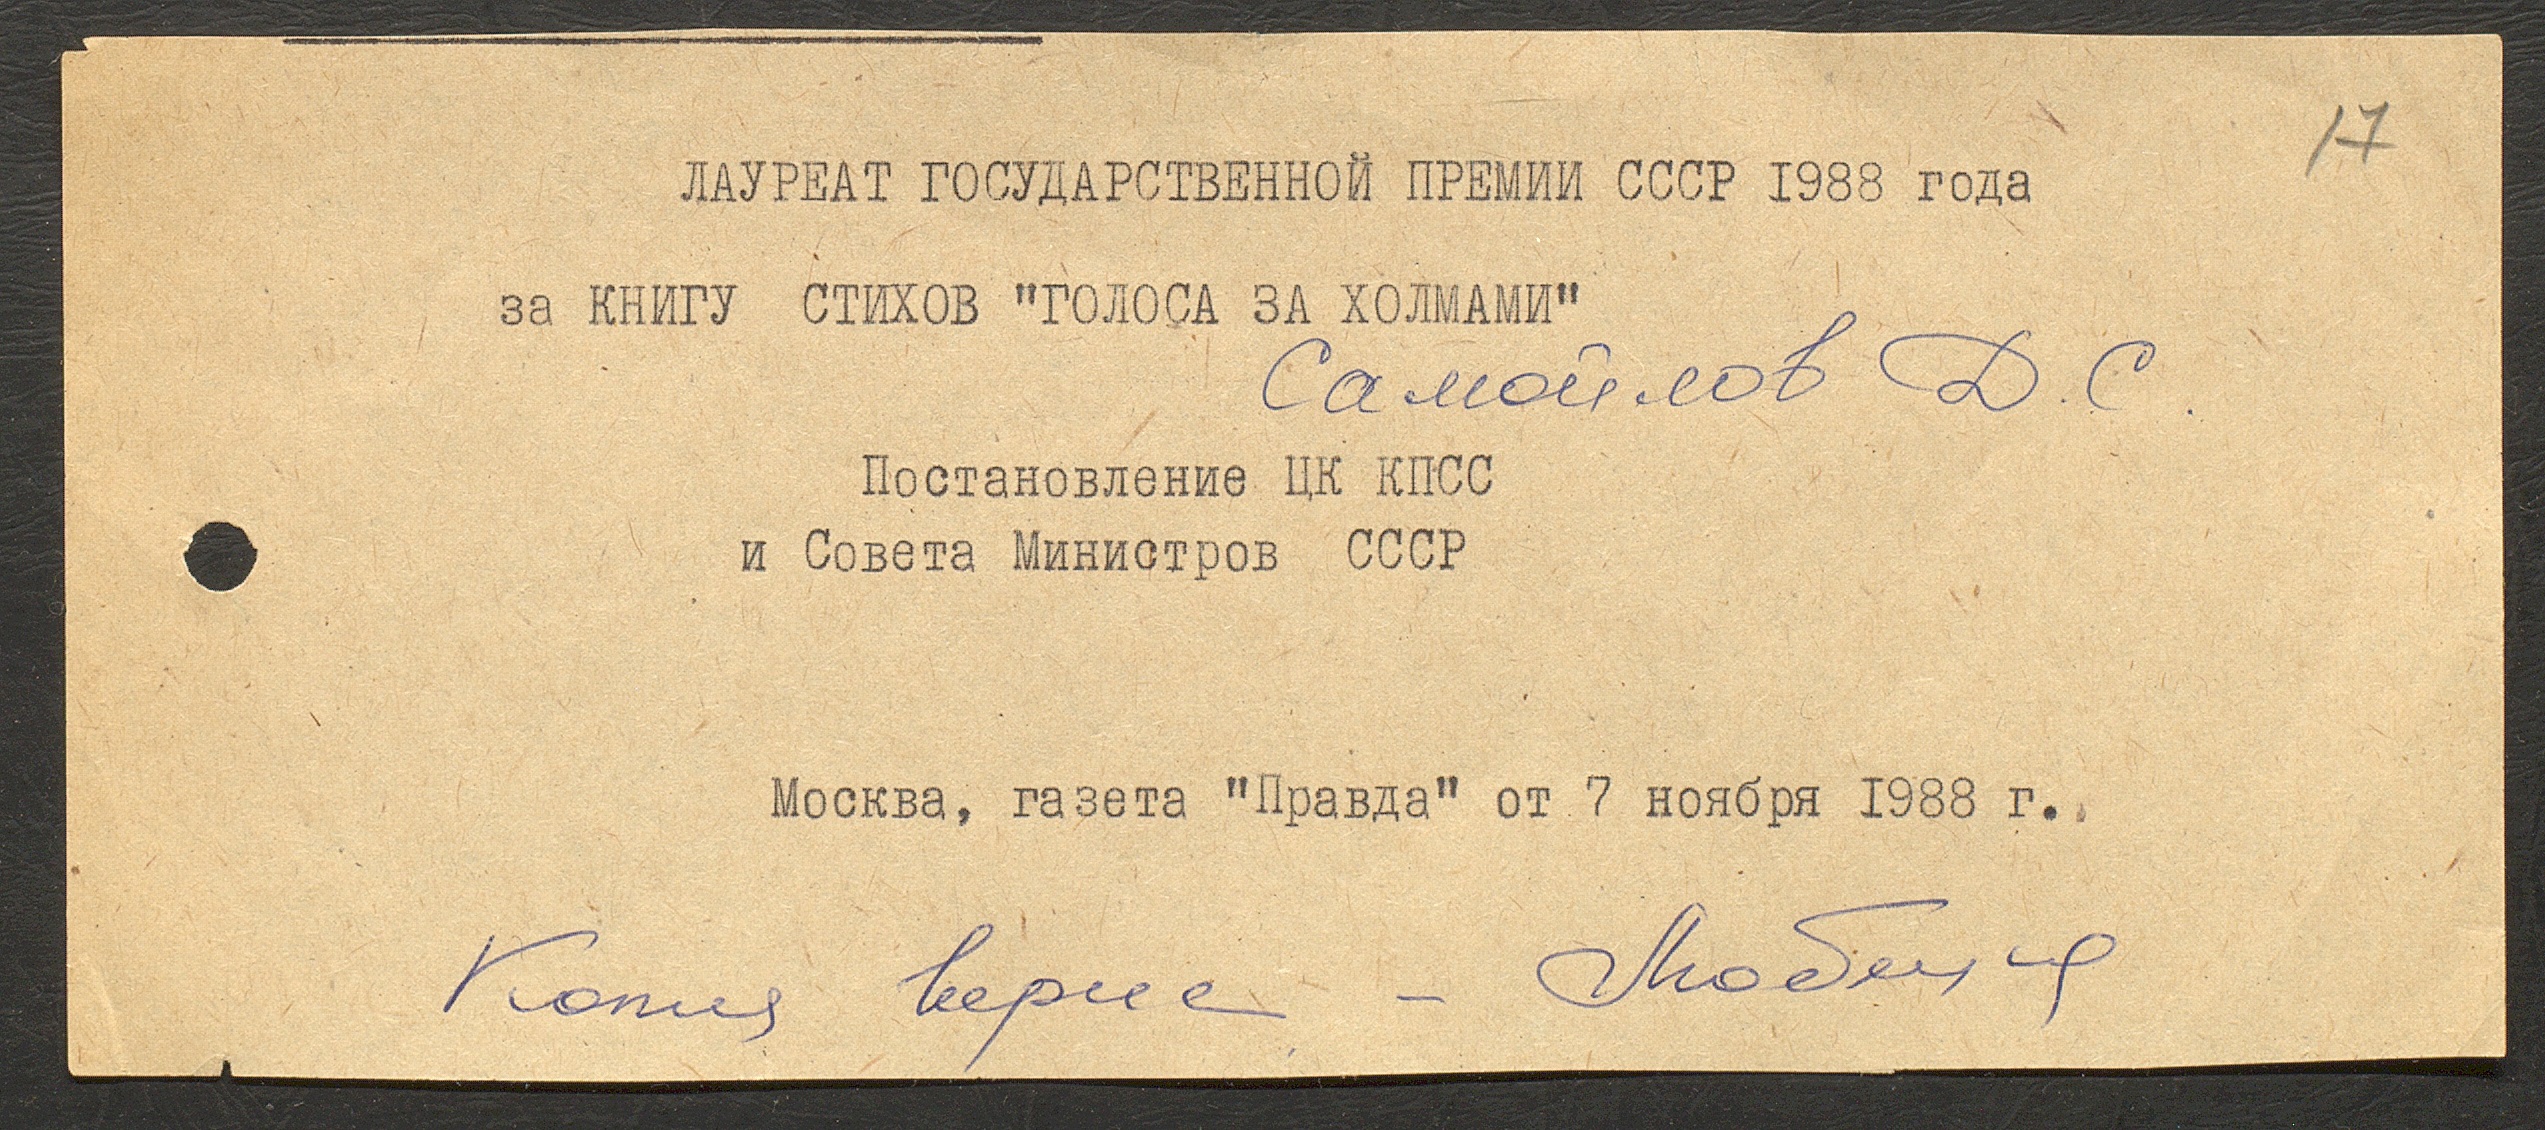 17
ЛАУРЕАТ ГОСУДАРСТВЕННОЙ ПРЕМИИ СССР 1988 года
за КНИГУ СТИХОВ "ГОЛОСА ЗА ХОЛМАМИ"
Самойлов Д. С.
Постановление ЦК КПСС
и Совета Министров СССР
Москва, газета "Правда" от 7 ноября 1988 г.
Копия верна -